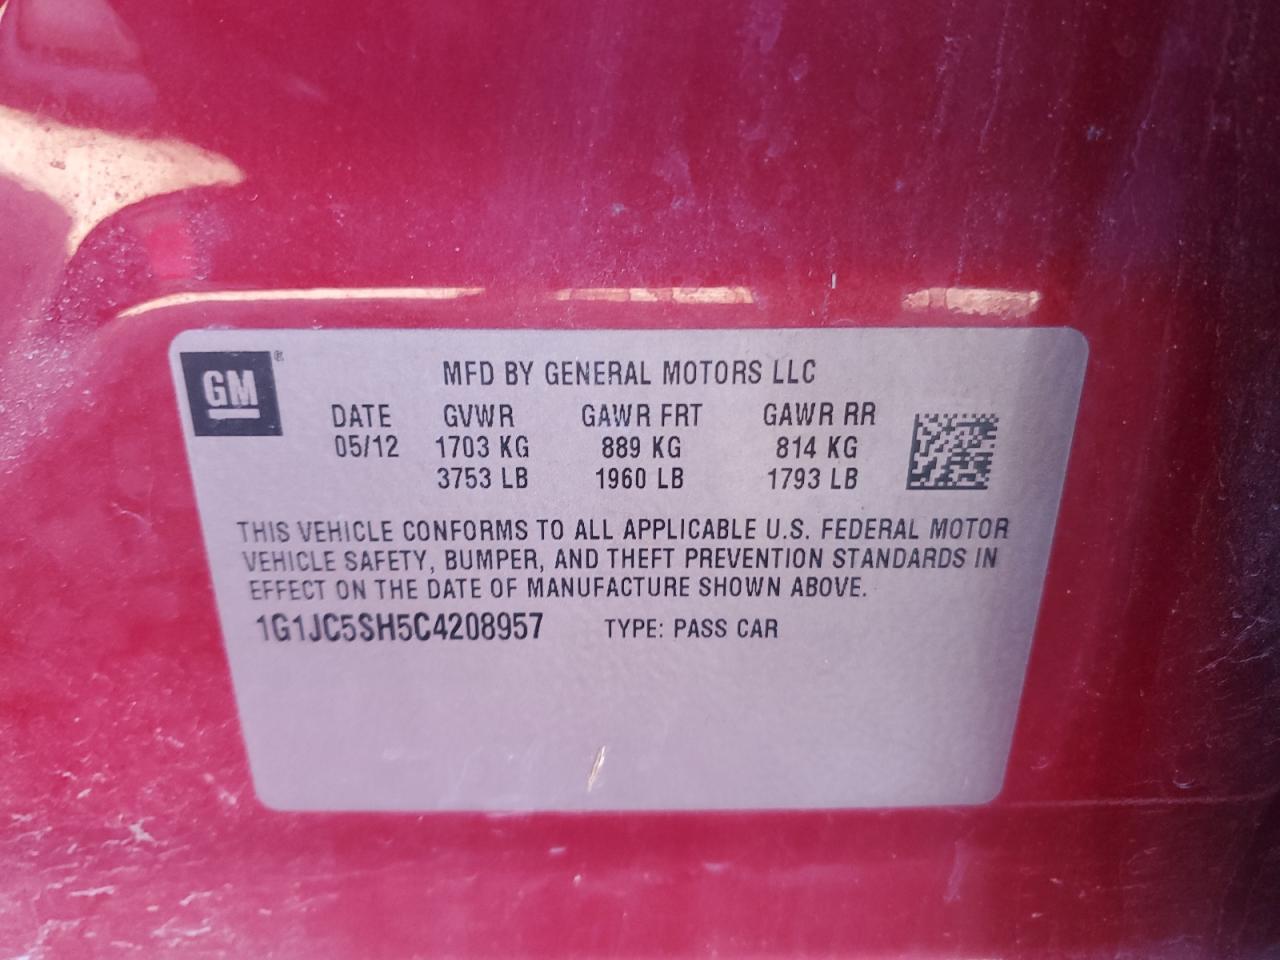 GM®
MFD BY GENERAL MOTORS LLC
DATE GVWR GAWR FRT GAWR RR
05/12 1703 KG 889 KG 814 KG
3753 LB 1960 LB 1793 LB
THIS VEHICLE CONFORMS TO ALL APPLICABLE U.S. FEDERAL MOTOR
VEHICLE SAFETY, BUMPER, AND THEFT PREVENTION STANDARDS IN
EFFECT ON THE DATE OF MANUFACTURE SHOWN ABOVE.
1G1JC5SH5C4208957 TYPE: PASS CAR